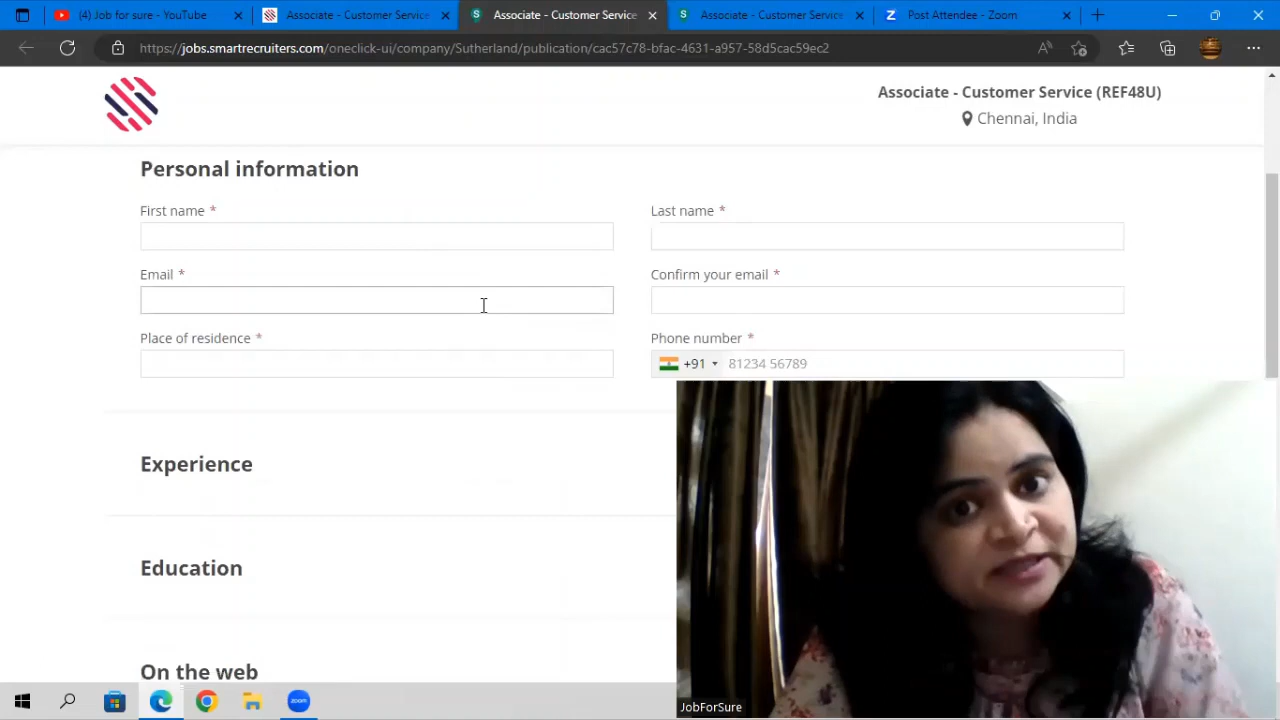 (4) Job for sure - YouTube
Associate - Customer Service
Associate - Customer Service
Associate - Customer Service
Post Attendee - Zoom
https://jobs.smartrecruiters.com/oneclick-ui/company/Sutherland/publication/cac57c78-bfac-4631-a957-58d5cac59ec2
Associate - Customer Service (REF48U)
Chennai, India
Personal information
First name *
Last name *
Email *
Confirm your email *
Place of residence *
Phone number *
+91 81234 56789
Experience
Education
On the web
zoom
JobForSure